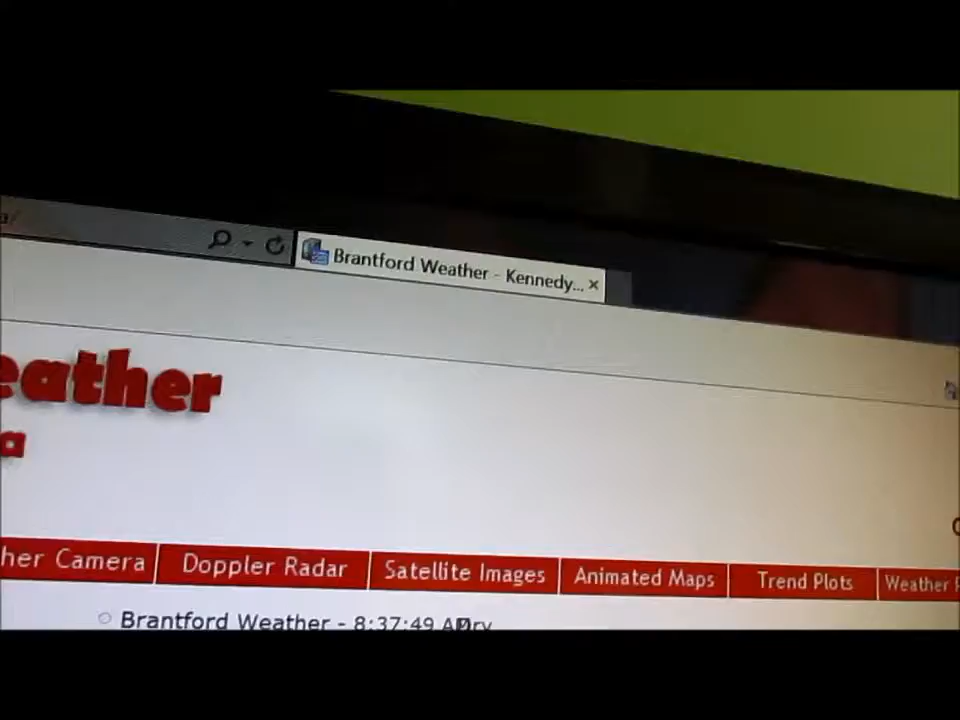 a/
Brantford Weather - Kennedy... ×
eather
a
her Camera
Doppler Radar
Satellite Images
Animated Maps
Trend Plots
Weather
Brantford Weather - 8:37:49 AM